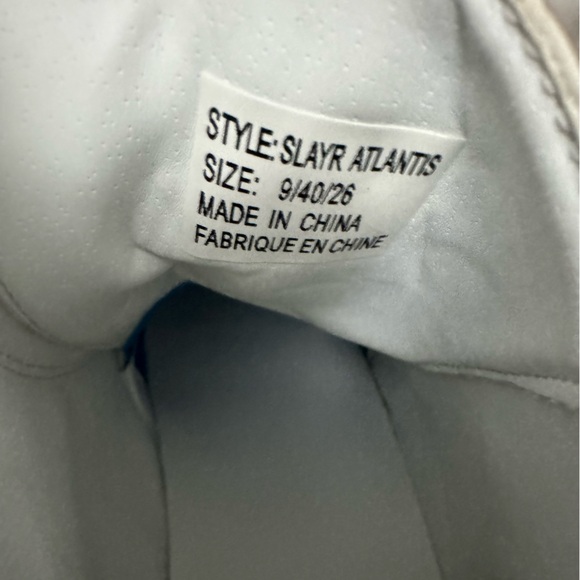 STYLE: SLAYR ATLANTIS
SIZE: 9/40/26
MADE IN CHINA
FABRIQUE EN CHINE